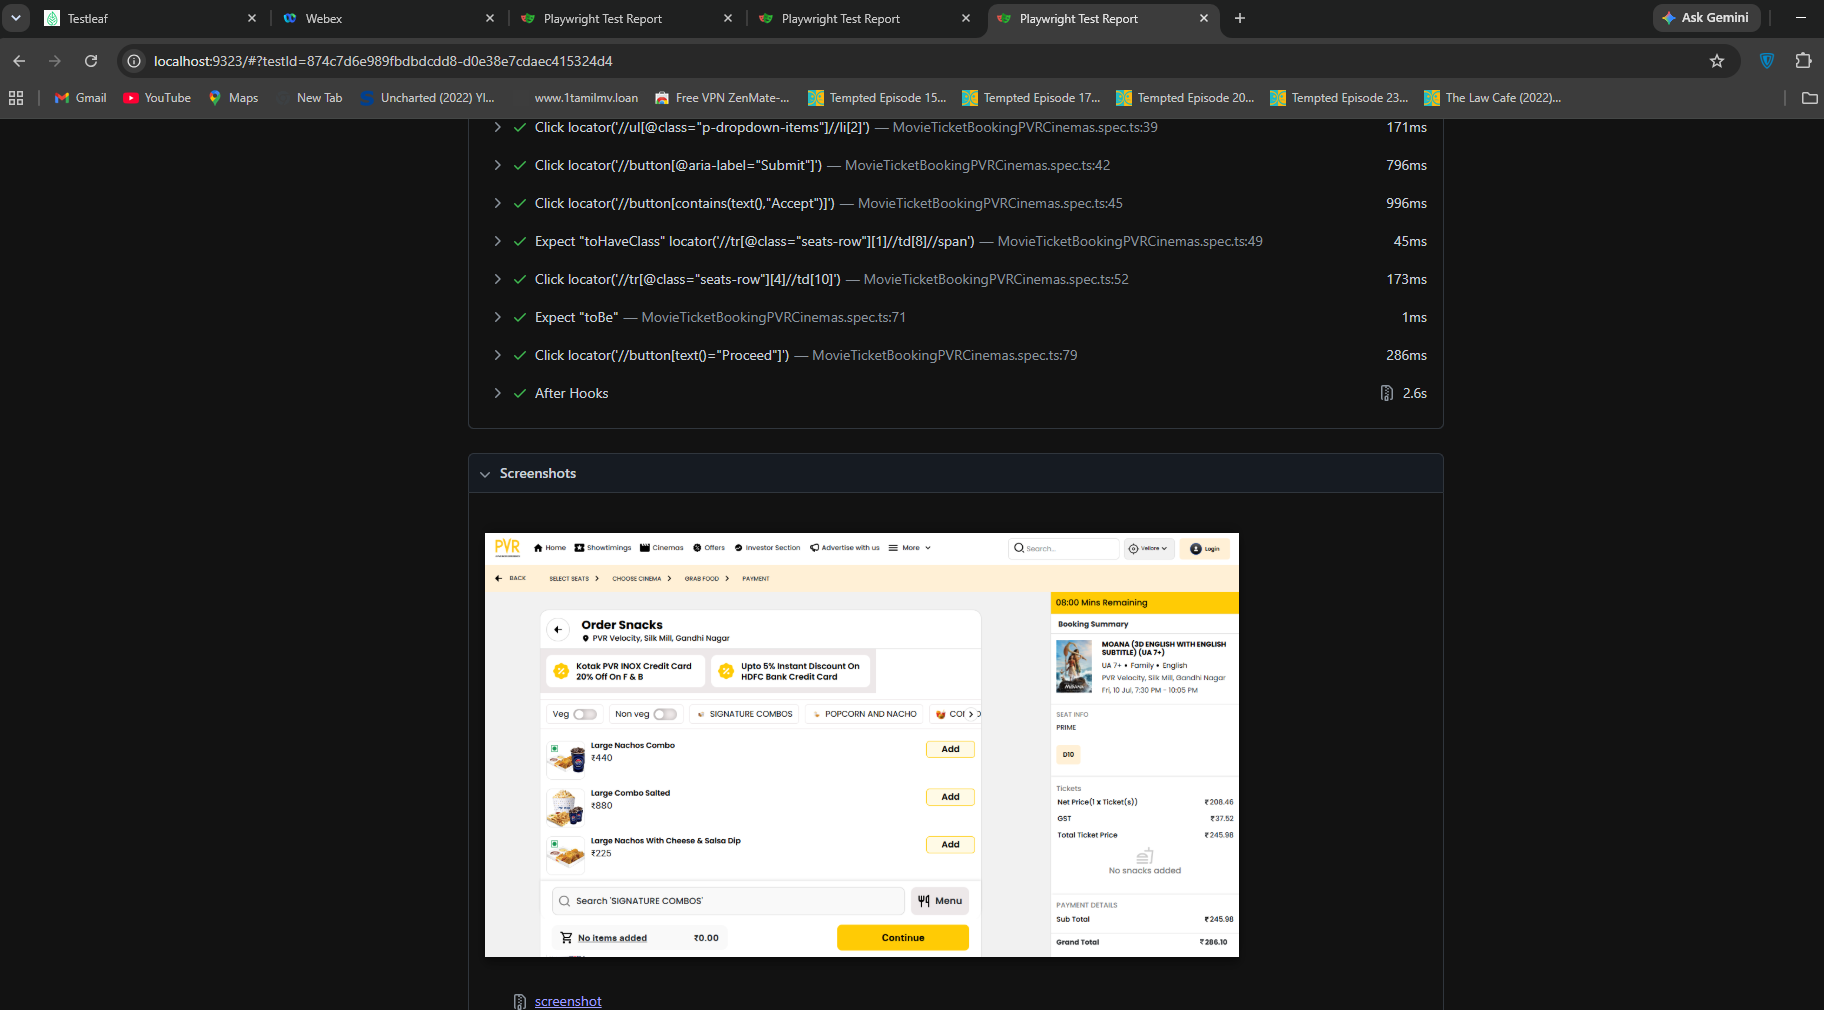 Testleaf
Webex
Playwright Test Report
Playwright Test Report
Playwright Test Report
Ask Gemini
localhost:9323/#?testId=874c7d6e989fbdbdcdd8-d0e38e7cdaec415324d4
Gmail
YouTube
Maps
New Tab
Uncharted (2022) YI...
www.1tamilmv.loan
Free VPN ZenMate-...
Tempted Episode 15...
Tempted Episode 17...
Tempted Episode 20...
Tempted Episode 23...
The Law Cafe (2022)...
Click locator('//ul[@class="p-dropdown-items"]//li[2]') — MovieTicketBookingPVRCinemas.spec.ts:39 171ms
Click locator('//button[@aria-label="Submit"]') — MovieTicketBookingPVRCinemas.spec.ts:42 796ms
Click locator('//button[contains(text(),"Accept")]') — MovieTicketBookingPVRCinemas.spec.ts:45 996ms
Expect "toHaveClass" locator('//tr[@class="seats-row"][1]//td[8]//span') — MovieTicketBookingPVRCinemas.spec.ts:49 45ms
Click locator('//tr[@class="seats-row"][4]//td[10]') — MovieTicketBookingPVRCinemas.spec.ts:52 173ms
Expect "toBe" — MovieTicketBookingPVRCinemas.spec.ts:71 1ms
Click locator('//button[text()="Proceed"]') — MovieTicketBookingPVRCinemas.spec.ts:79 286ms
After Hooks 2.6s
Screenshots
PVR Home Showtimings Cinemas Offers Investor Section Advertise with us More Search.. Vellore Login
BACK SELECT SEATS CHOOSE CINEMA GRAB FOOD PAYMENT
Order Snacks
PVR Velocity, Silk Mill, Gandhi Nagar
Kotak PVR INOX Credit Card
20% Off On F & B
Upto 5% Instant Discount On
HDFC Bank Credit Card
Veg Non veg SIGNATURE COMBOS POPCORN AND NACHO
Large Nachos Combo
₹440
Add
Large Combo Salted
₹880
Add
Large Nachos With Cheese & Salsa Dip
₹225
Add
Search 'SIGNATURE COMBOS'
Menu
No items added ₹0.00
Continue
08:00 Mins Remaining
Booking Summary
MOANA (3D ENGLISH WITH ENGLISH
SUBTITLE) (UA 7+)
UA 7+ • Family • English
PVR Velocity, Silk Mill, Gandhi Nagar
Fri, 10 Jul, 7:30 PM - 10:05 PM
MOANA
SEAT INFO
PRIME
D10
Tickets
Net Price(1 x Ticket(s)) ₹208.46
GST ₹37.52
Total Ticket Price ₹245.98
No snacks added
PAYMENT DETAILS
Sub Total ₹245.98
Grand Total ₹286.10
screenshot